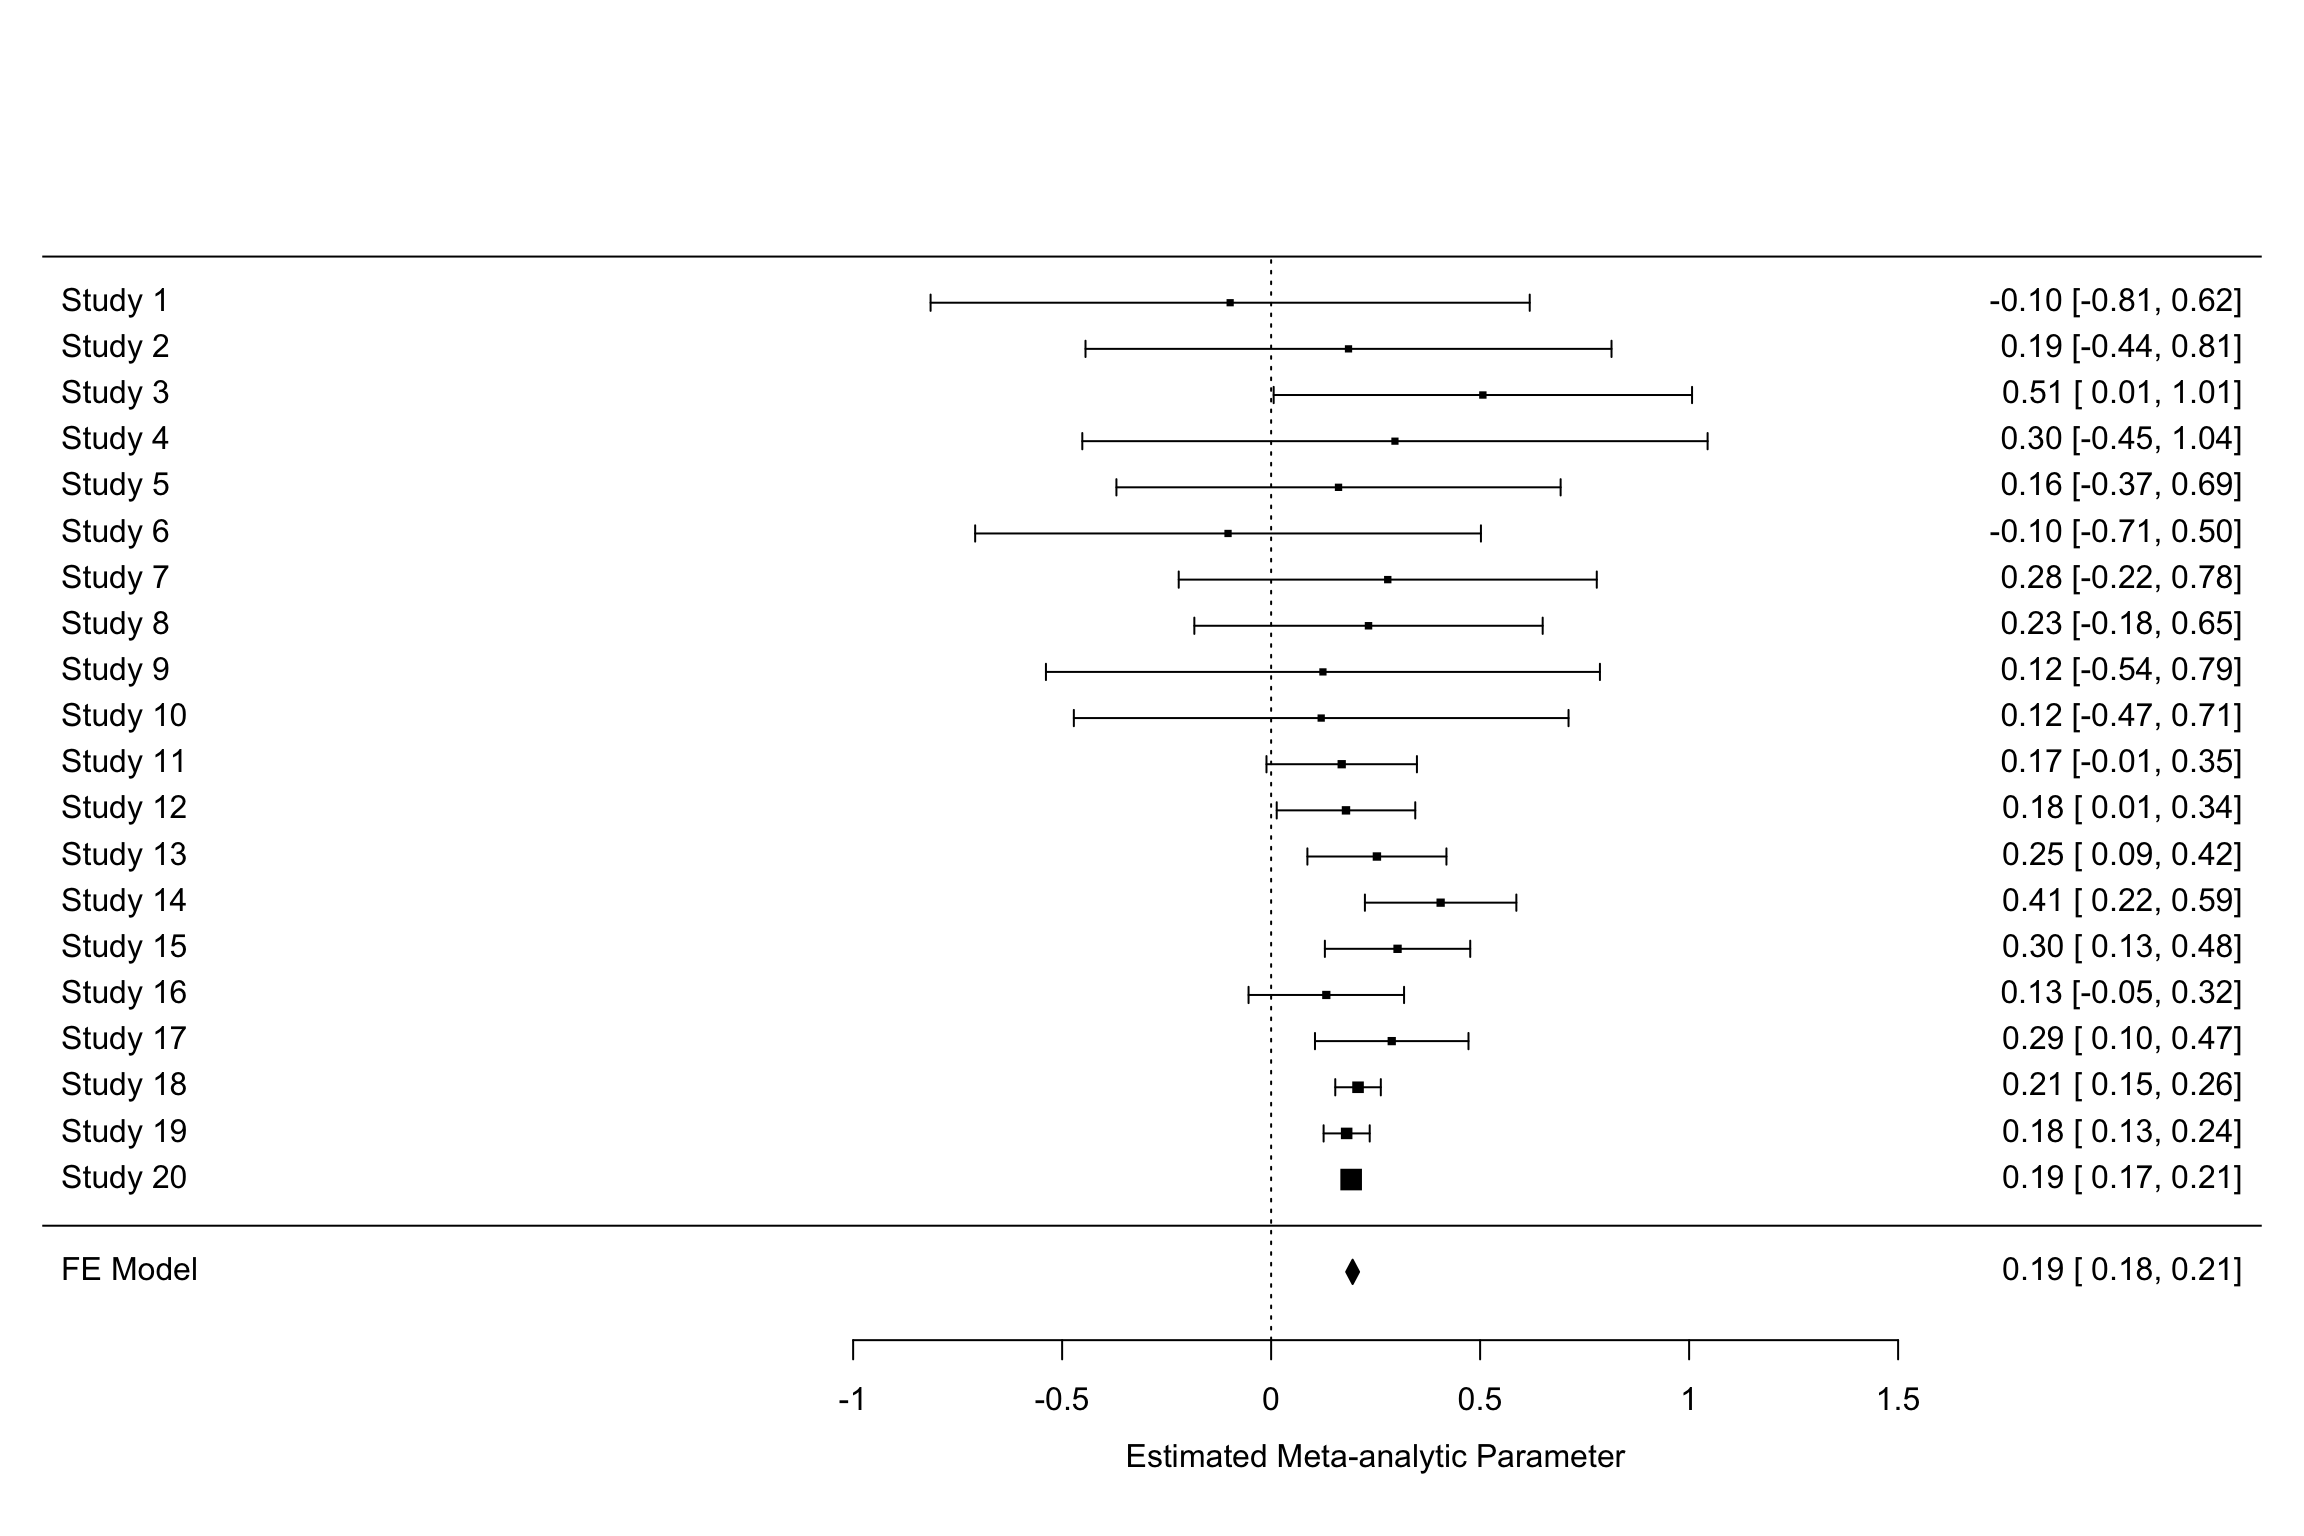 Study 1 -0.10 [-0.81, 0.62]
Study 2 0.19 [-0.44, 0.81]
Study 3 0.51 [ 0.01, 1.01]
Study 4 0.30 [-0.45, 1.04]
Study 5 0.16 [-0.37, 0.69]
Study 6 -0.10 [-0.71, 0.50]
Study 7 0.28 [-0.22, 0.78]
Study 8 0.23 [-0.18, 0.65]
Study 9 0.12 [-0.54, 0.79]
Study 10 0.12 [-0.47, 0.71]
Study 11 0.17 [-0.01, 0.35]
Study 12 0.18 [ 0.01, 0.34]
Study 13 0.25 [ 0.09, 0.42]
Study 14 0.41 [ 0.22, 0.59]
Study 15 0.30 [ 0.13, 0.48]
Study 16 0.13 [-0.05, 0.32]
Study 17 0.29 [ 0.10, 0.47]
Study 18 0.21 [ 0.15, 0.26]
Study 19 0.18 [ 0.13, 0.24]
Study 20 0.19 [ 0.17, 0.21]
FE Model 0.19 [ 0.18, 0.21]
-1 -0.5 0 0.5 1 1.5
Estimated Meta-analytic Parameter